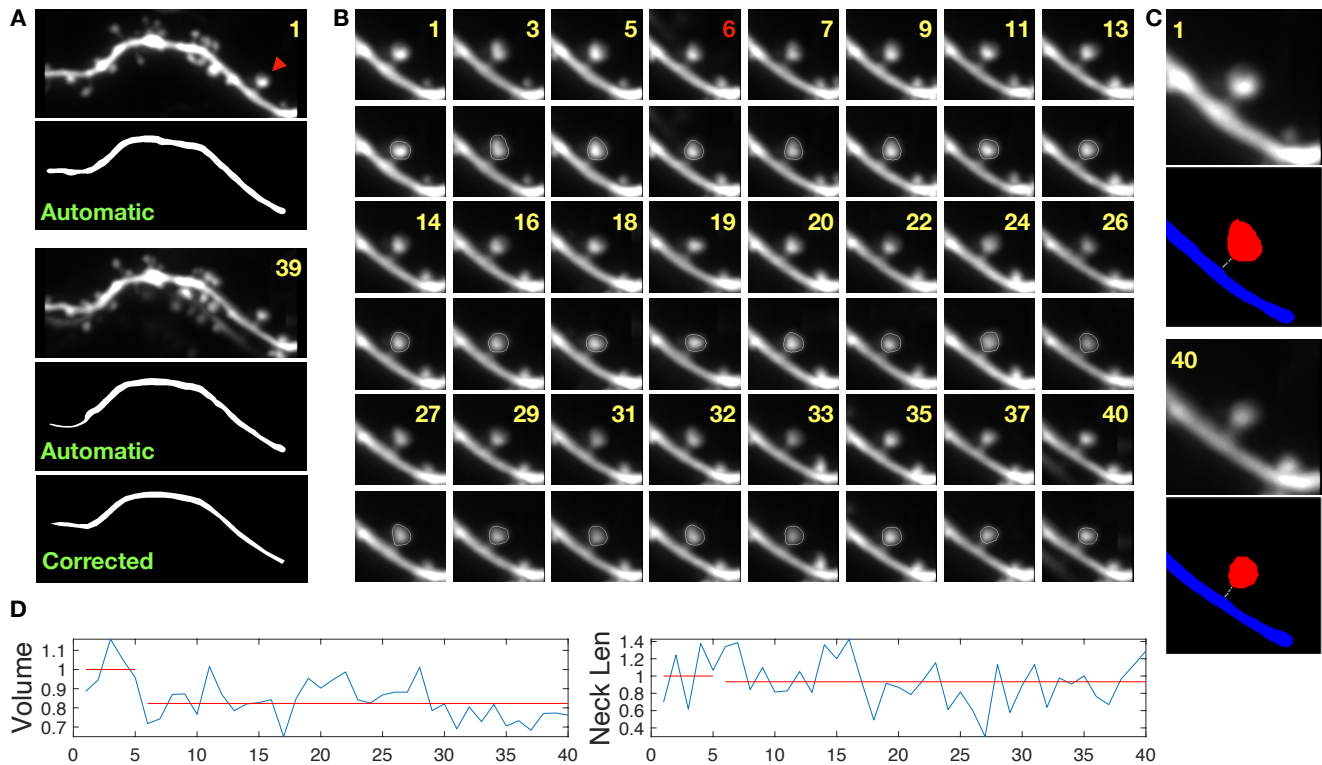 A
1
Automatic
39
Automatic
Corrected
B
1 3 5 6 7 9 11 13
14 16 18 19 20 22 24 26
27 29 31 32 33 35 37 40
C
1
40
D
Volume
1.1
1
0.9
0.8
0.7
0 5 10 15 20 25 30 35 40
Neck Len
1.4
1.2
1
0.8
0.6
0.4
0 5 10 15 20 25 30 35 40